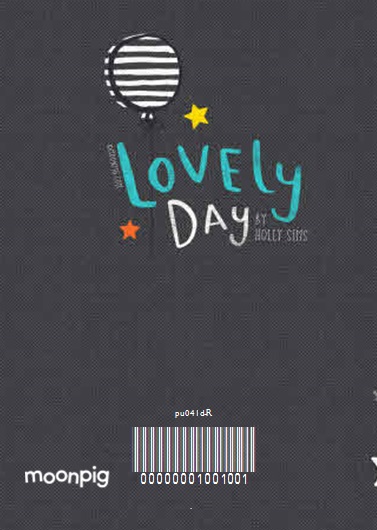 LOVELY
DAY BY
HOLLY SIMS
pu041dR
moonpig
00000001001001